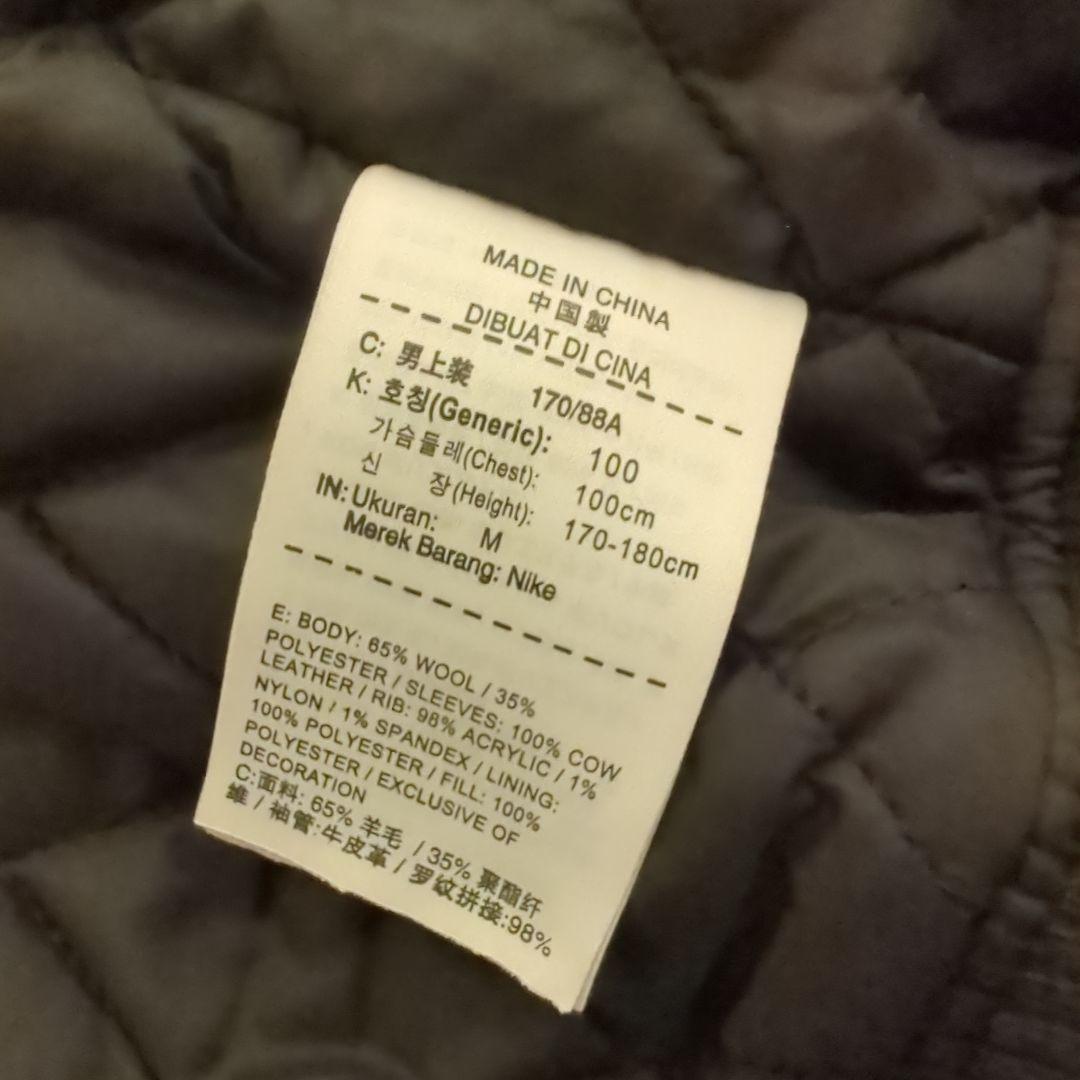 MADE IN CHINA
中国製
DIBUAT DI CINA
C: 男上装 170/88A
K: 호칭(Generic): 100
가슴둘레(Chest): 100cm
신 장(Height): 170-180cm
IN: Ukuran: M
Merek Barang: Nike
E: BODY: 65% WOOL / 35%
POLYESTER / SLEEVES: 100% COW
LEATHER / RIB: 98% ACRYLIC / 1%
NYLON / 1% SPANDEX / LINING:
100% POLYESTER / FILL: 100%
POLYESTER / EXCLUSIVE OF
DECORATION
C:面料: 65% 羊毛 / 35% 聚酯纤
维 / 袖管:牛皮革 / 罗纹拼接:98%